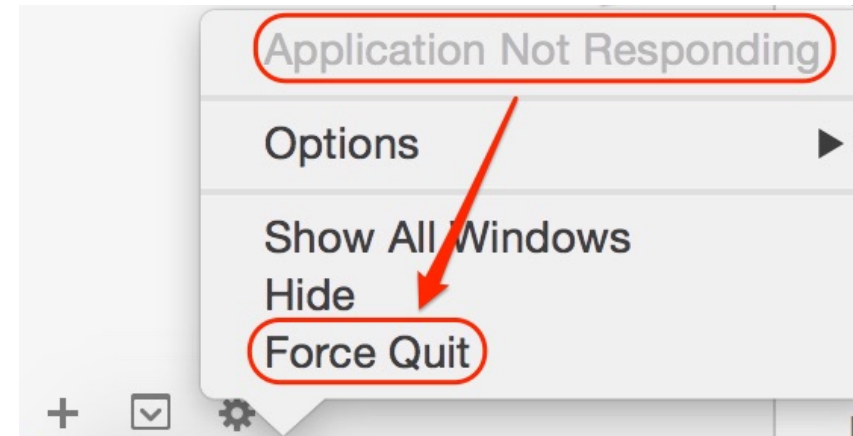 Application Not Responding
Options
Show All Windows
Hide
Force Quit